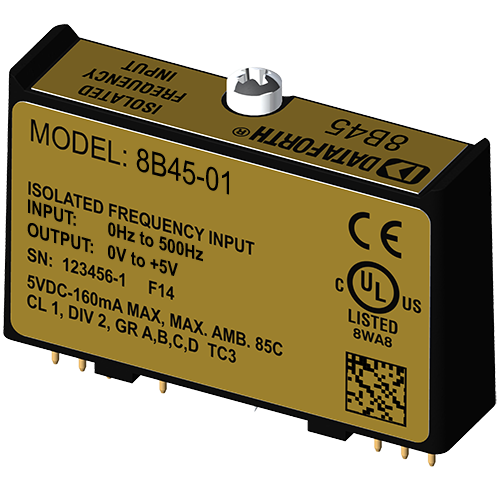 ISOLATED
FREQUENCY
INPUT
DATAFORTH®
8B45
MODEL: 8B45-01
ISOLATED FREQUENCY INPUT
INPUT: 0Hz to 500Hz
OUTPUT: 0V to +5V
SN: 123456-1 F14
5VDC-160mA MAX, MAX. AMB. 85C
CL 1, DIV 2, GR A,B,C,D TC3
CE
C UL US
LISTED
8WA8